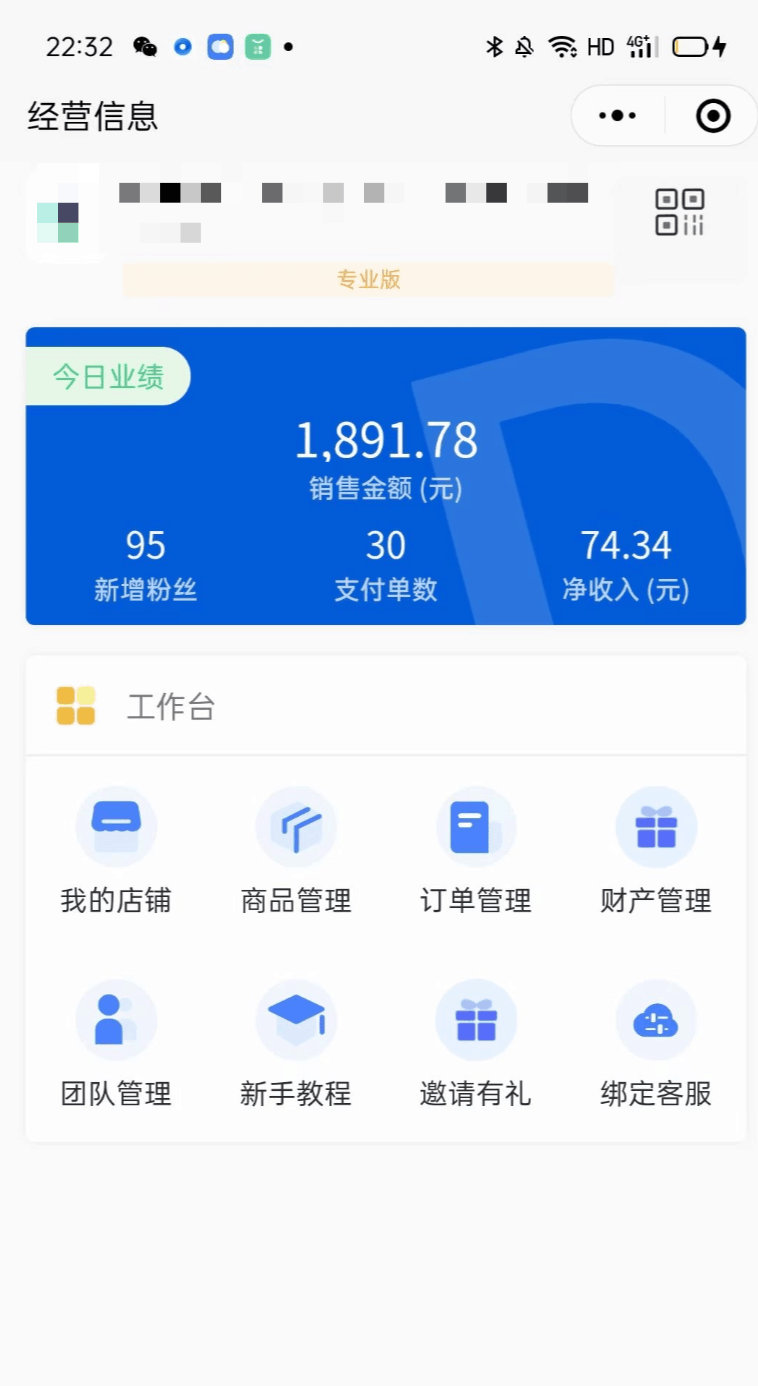 22:32 HD 4G+
经营信息
专业版
今日业绩
1,891.78
销售金额 (元)
95 30 74.34
新增粉丝 支付单数 净收入 (元)
工作台
我的店铺 商品管理 订单管理 财产管理
团队管理 新手教程 邀请有礼 绑定客服